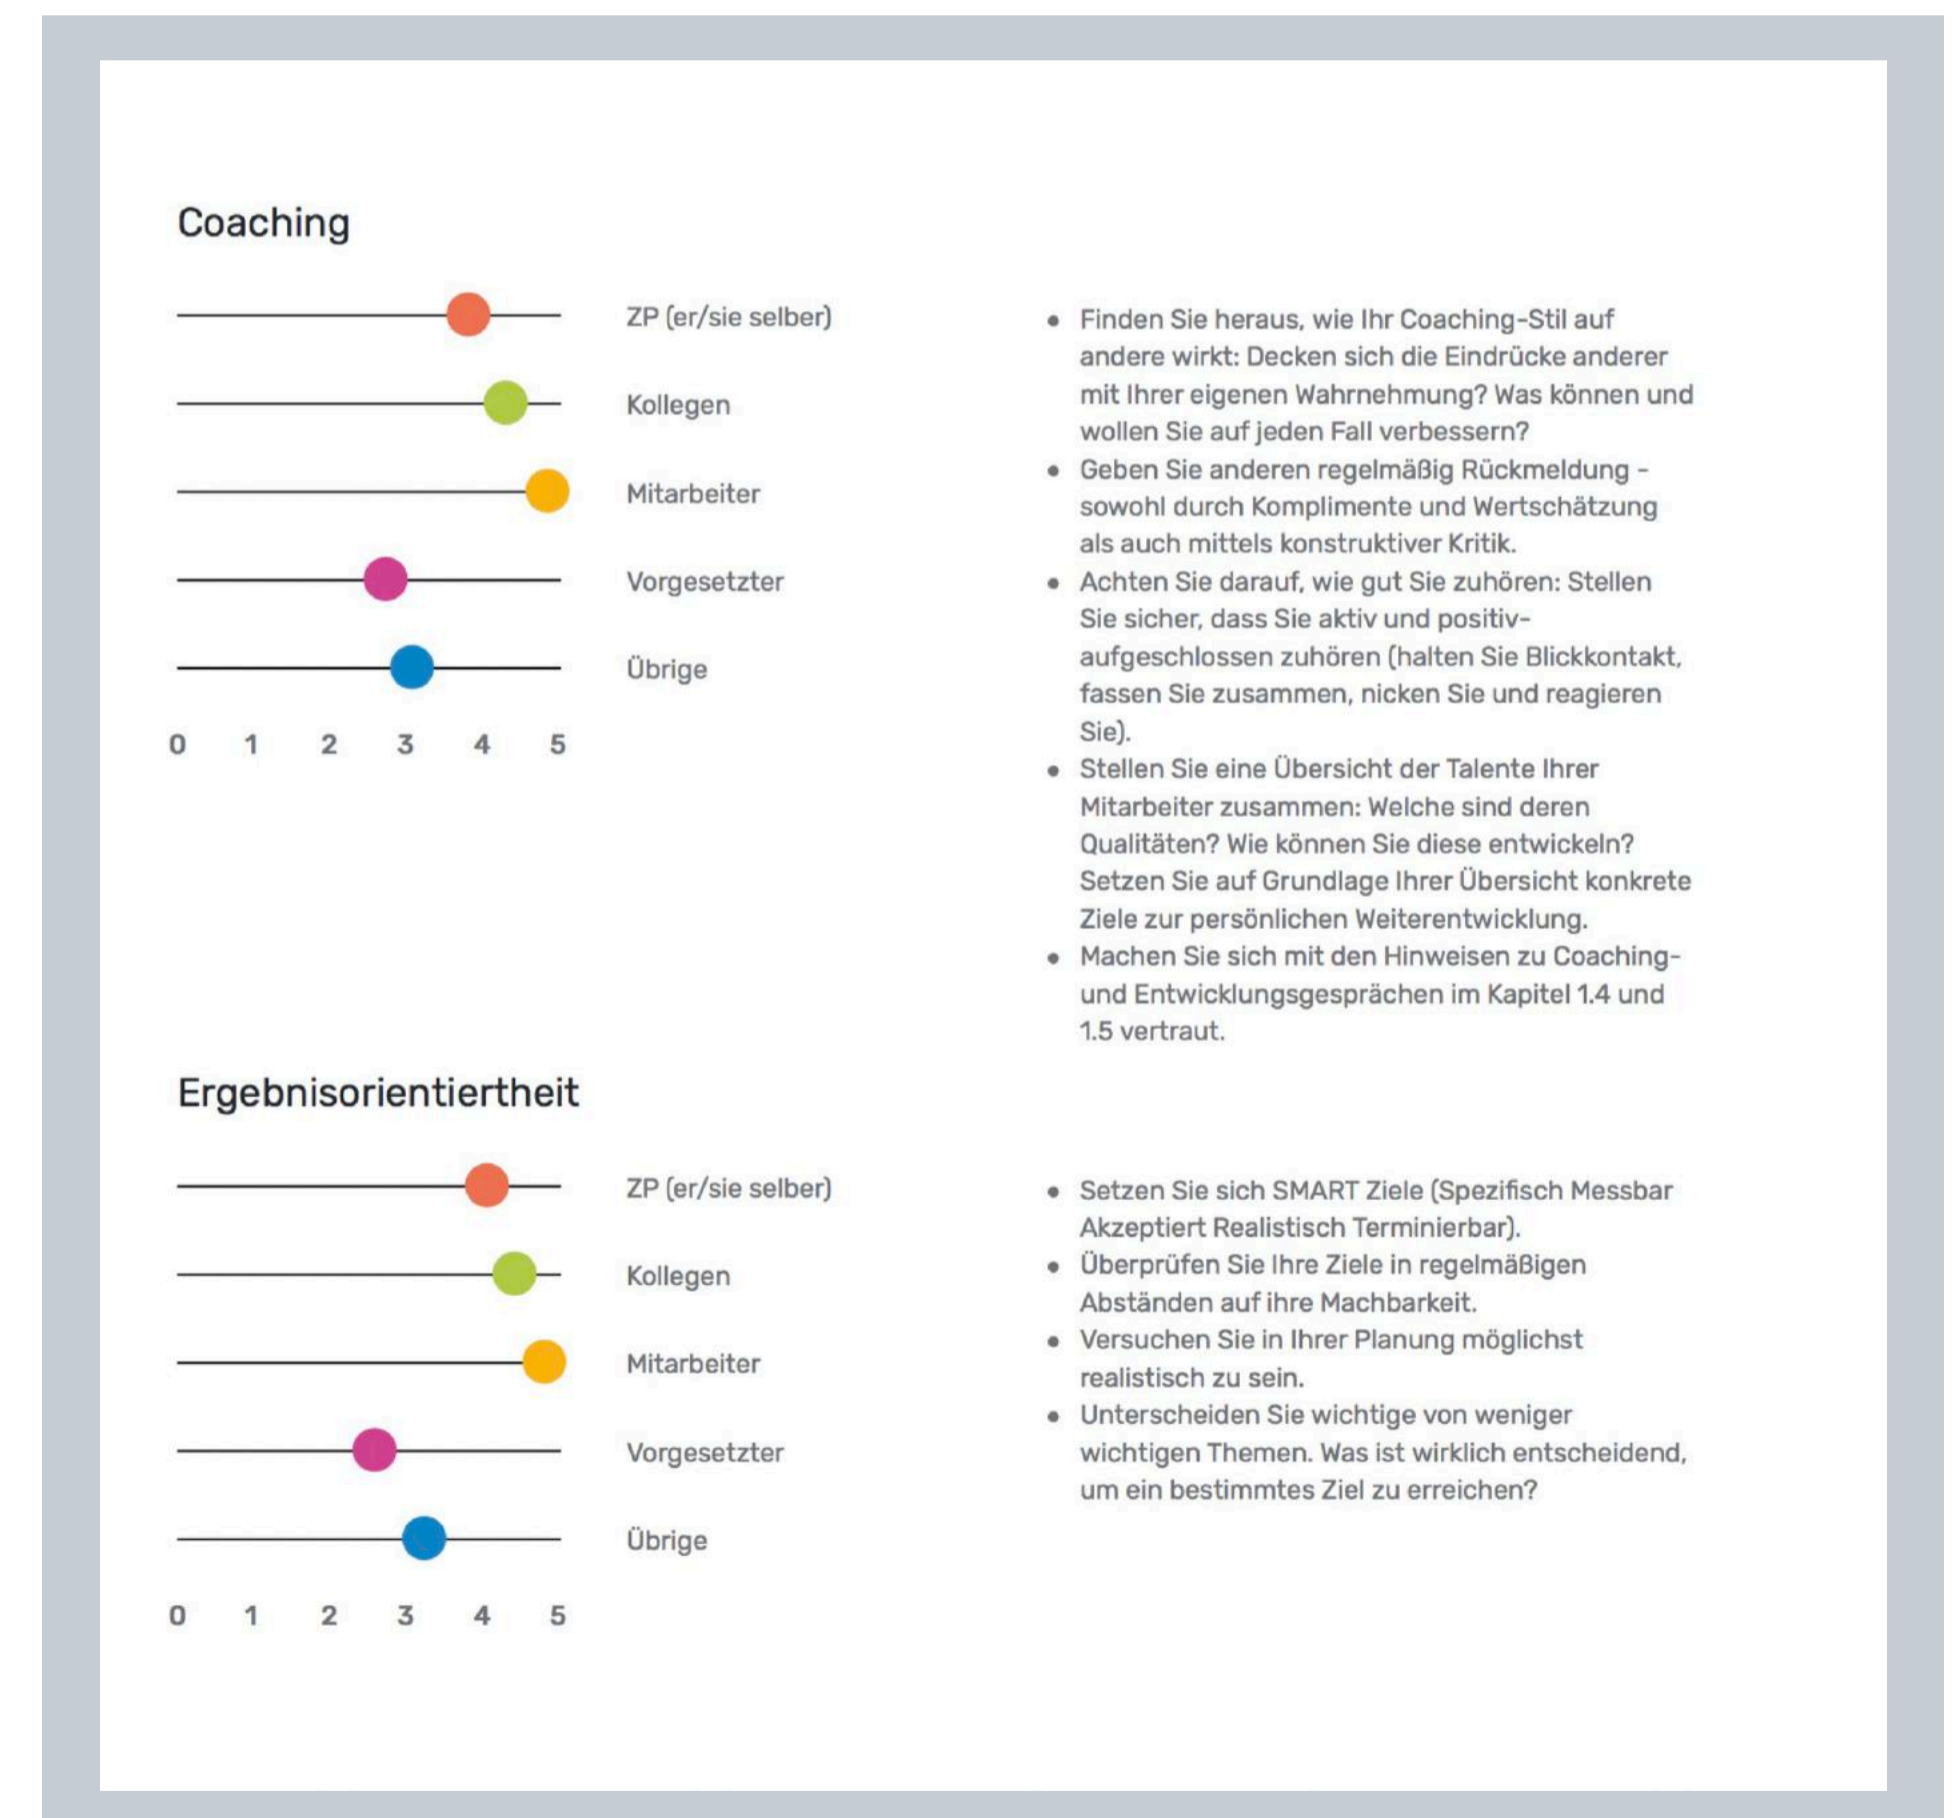 Coaching
ZP (er/sie selber)
Kollegen
Mitarbeiter
Vorgesetzter
Übrige
0 1 2 3 4 5
● Finden Sie heraus, wie Ihr Coaching-Stil auf
andere wirkt: Decken sich die Eindrücke anderer
mit Ihrer eigenen Wahrnehmung? Was können und
wollen Sie auf jeden Fall verbessern?
● Geben Sie anderen regelmäßig Rückmeldung -
sowohl durch Komplimente und Wertschätzung
als auch mittels konstruktiver Kritik.
● Achten Sie darauf, wie gut Sie zuhören: Stellen
Sie sicher, dass Sie aktiv und positiv-
aufgeschlossen zuhören (halten Sie Blickkontakt,
fassen Sie zusammen, nicken Sie und reagieren
Sie).
● Stellen Sie eine Übersicht der Talente Ihrer
Mitarbeiter zusammen: Welche sind deren
Qualitäten? Wie können Sie diese entwickeln?
Setzen Sie auf Grundlage Ihrer Übersicht konkrete
Ziele zur persönlichen Weiterentwicklung.
● Machen Sie sich mit den Hinweisen zu Coaching-
und Entwicklungsgesprächen im Kapitel 1.4 und
1.5 vertraut.
Ergebnisorientiertheit
ZP (er/sie selber)
Kollegen
Mitarbeiter
Vorgesetzter
Übrige
0 1 2 3 4 5
● Setzen Sie sich SMART Ziele (Spezifisch Messbar
Akzeptiert Realistisch Terminierbar).
● Überprüfen Sie Ihre Ziele in regelmäßigen
Abständen auf ihre Machbarkeit.
● Versuchen Sie in Ihrer Planung möglichst
realistisch zu sein.
● Unterscheiden Sie wichtige von weniger
wichtigen Themen. Was ist wirklich entscheidend,
um ein bestimmtes Ziel zu erreichen?